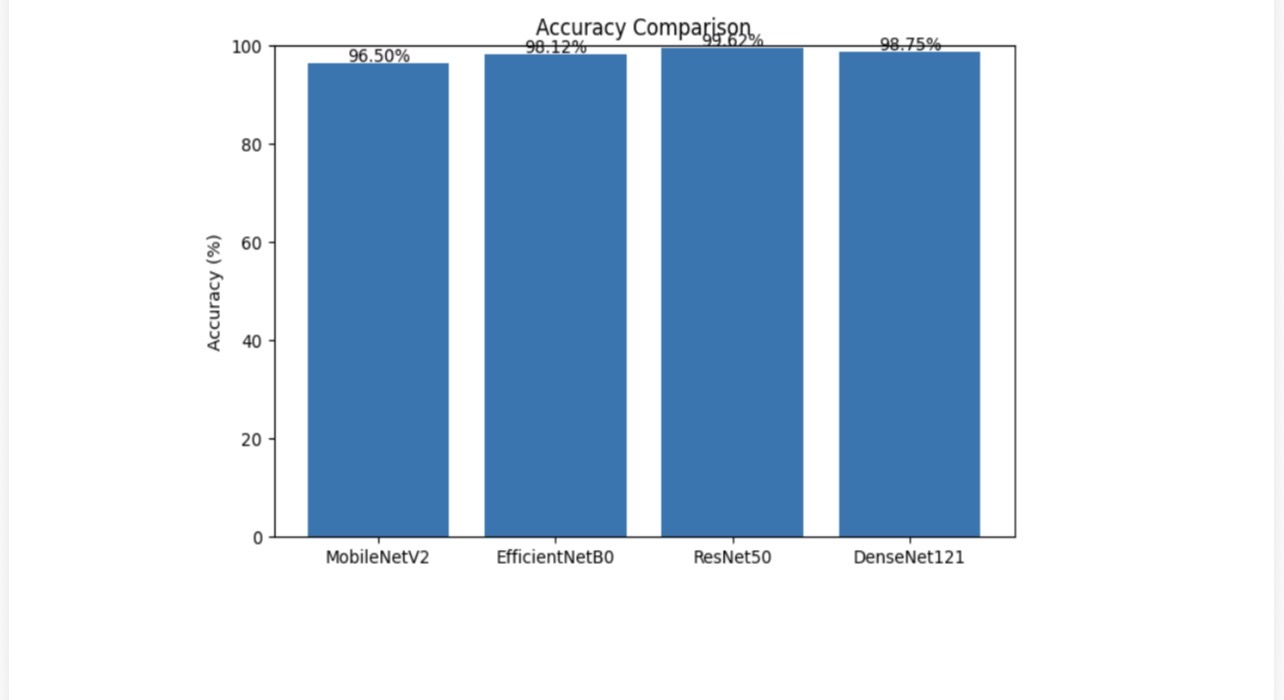 Accuracy Comparison
96.50% 98.12% 99.62% 98.75%
100
80
60
40
20
0
Accuracy (%)
MobileNetV2 EfficientNetB0 ResNet50 DenseNet121